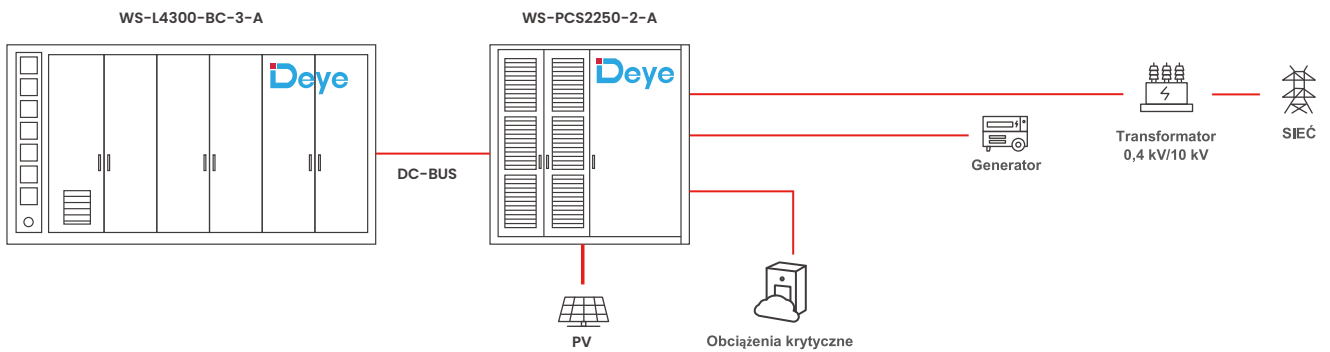 WS-L4300-BC-3-A
WS-PCS2250-2-A
Deye
Deye
DC-BUS
Generator
Transformator
0,4 kV/10 kV
SIEĆ
PV
Obciążenia krytyczne